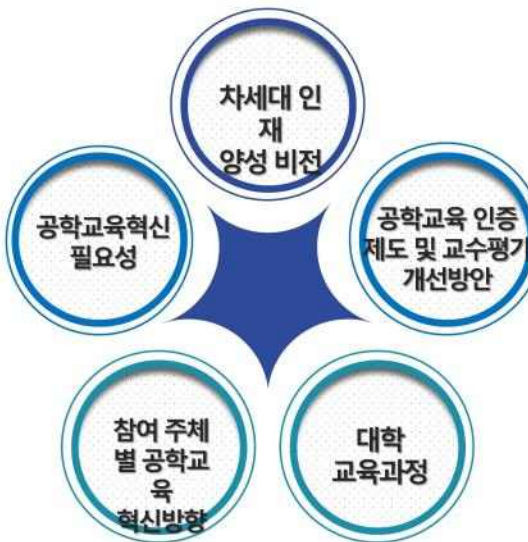 차세대 인
재
양성 비전
공학교육혁신
필요성
공학교육 인증
제도 및 교수평가
개선방안
참여 주체
별 공학교
육
혁신방향
대학
교육과정